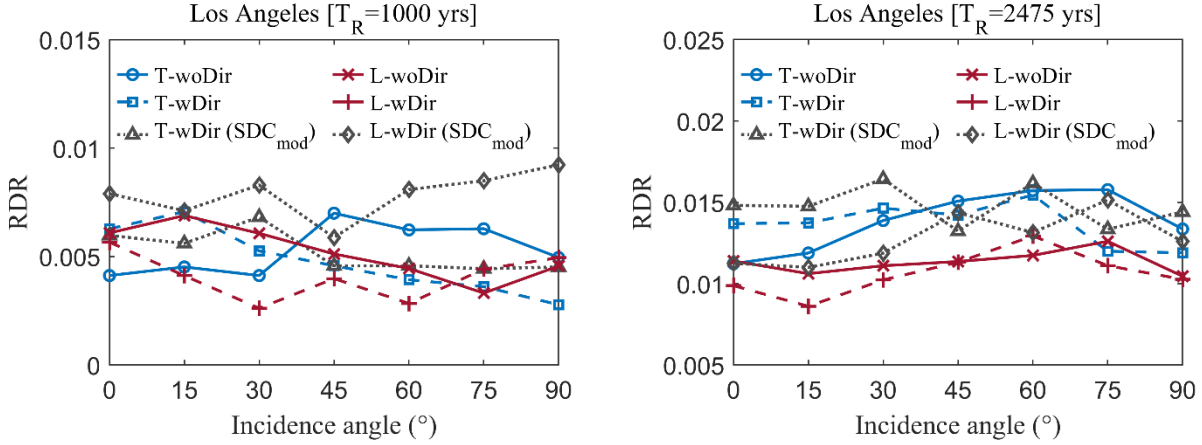 Los Angeles [T_R=1000 yrs]
0.015
0.01
0.005
0
RDR
T-woDir
L-woDir
T-wDir
L-wDir
T-wDir (SDC_mod)
L-wDir (SDC_mod)
0 15 30 45 60 75 90
Incidence angle (°)
Los Angeles [T_R=2475 yrs]
0.025
0.02
0.015
0.01
0.005
RDR
T-woDir
L-woDir
T-wDir
L-wDir
T-wDir (SDC_mod)
L-wDir (SDC_mod)
0 15 30 45 60 75 90
Incidence angle (°)